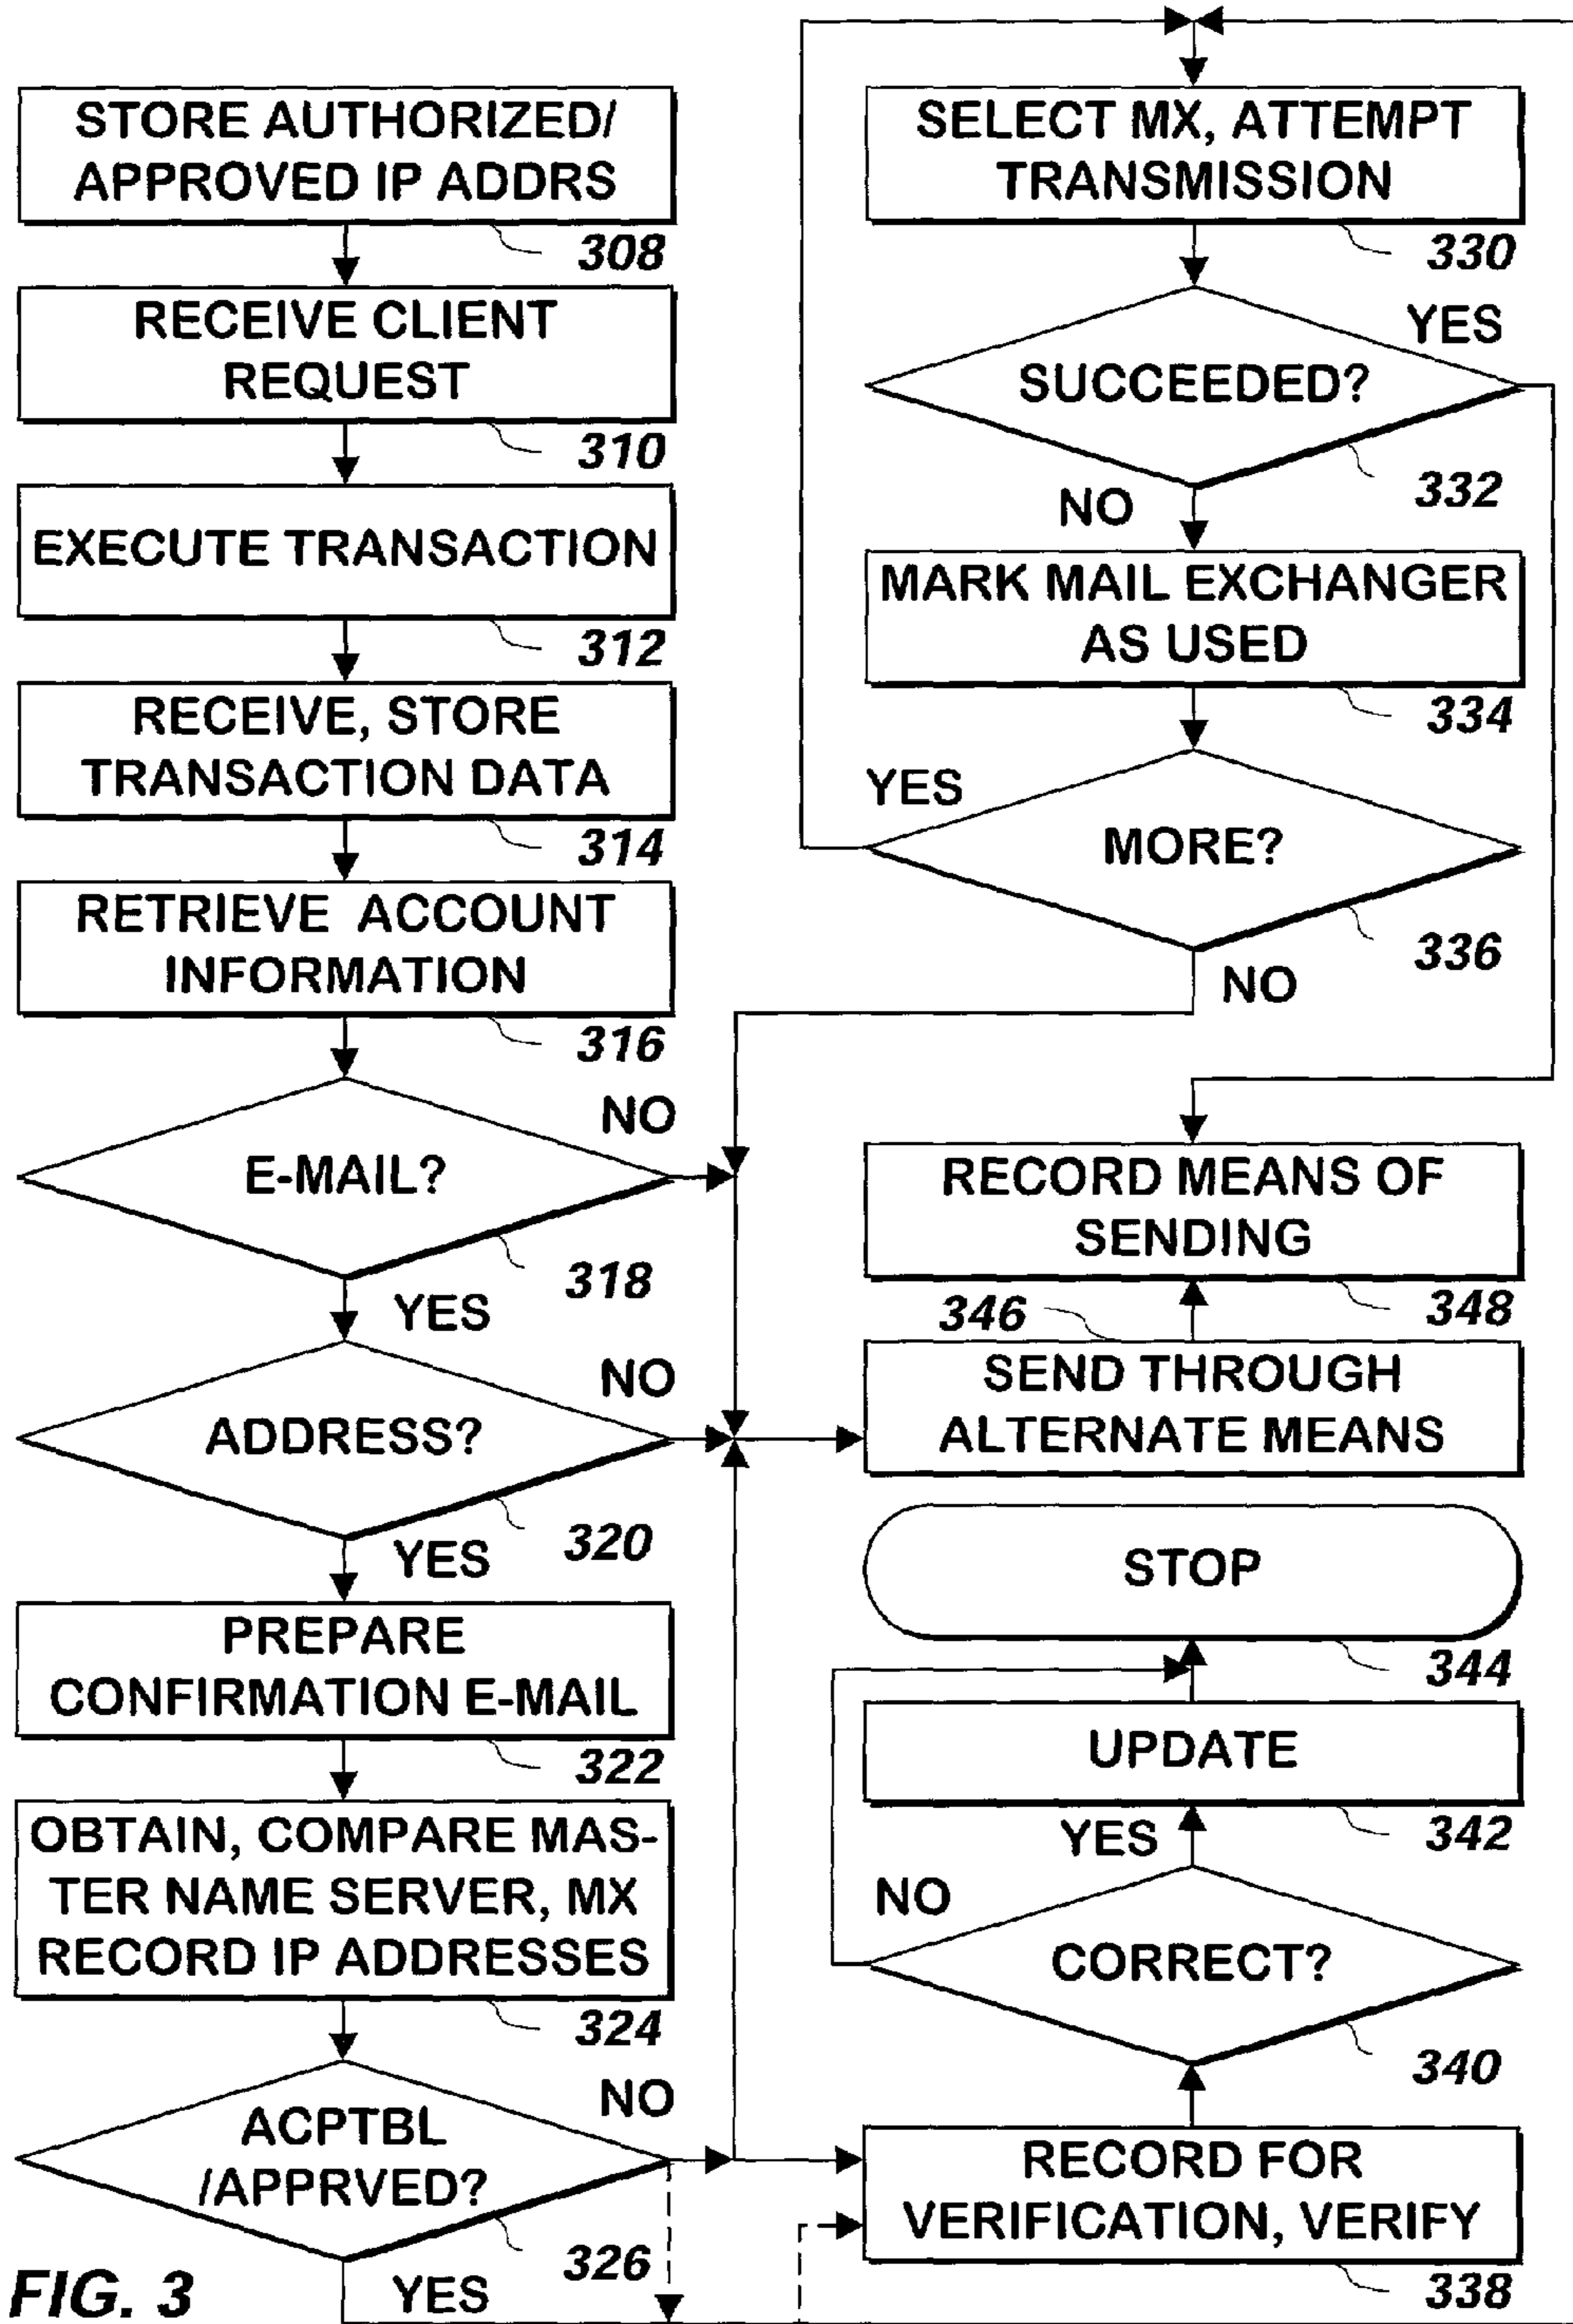 STORE AUTHORIZED/
APPROVED IP ADDRS
308
RECEIVE CLIENT
REQUEST
310
EXECUTE TRANSACTION
312
RECEIVE, STORE
TRANSACTION DATA
314
RETRIEVE ACCOUNT
INFORMATION
316
NO
E-MAIL?
318
YES
NO
ADDRESS?
320
YES
PREPARE
CONFIRMATION E-MAIL
322
OBTAIN, COMPARE MAS-
TER NAME SERVER, MX
RECORD IP ADDRESSES
324
NO
ACPTBL
/APPRVED?
326
YES
FIG. 3
SELECT MX, ATTEMPT
TRANSMISSION
330
YES
SUCCEEDED?
332
NO
MARK MAIL EXCHANGER
AS USED
334
YES
MORE?
336
NO
RECORD MEANS OF
SENDING
346
348
SEND THROUGH
ALTERNATE MEANS
STOP
344
UPDATE
YES
342
NO
CORRECT?
340
RECORD FOR
VERIFICATION, VERIFY
338